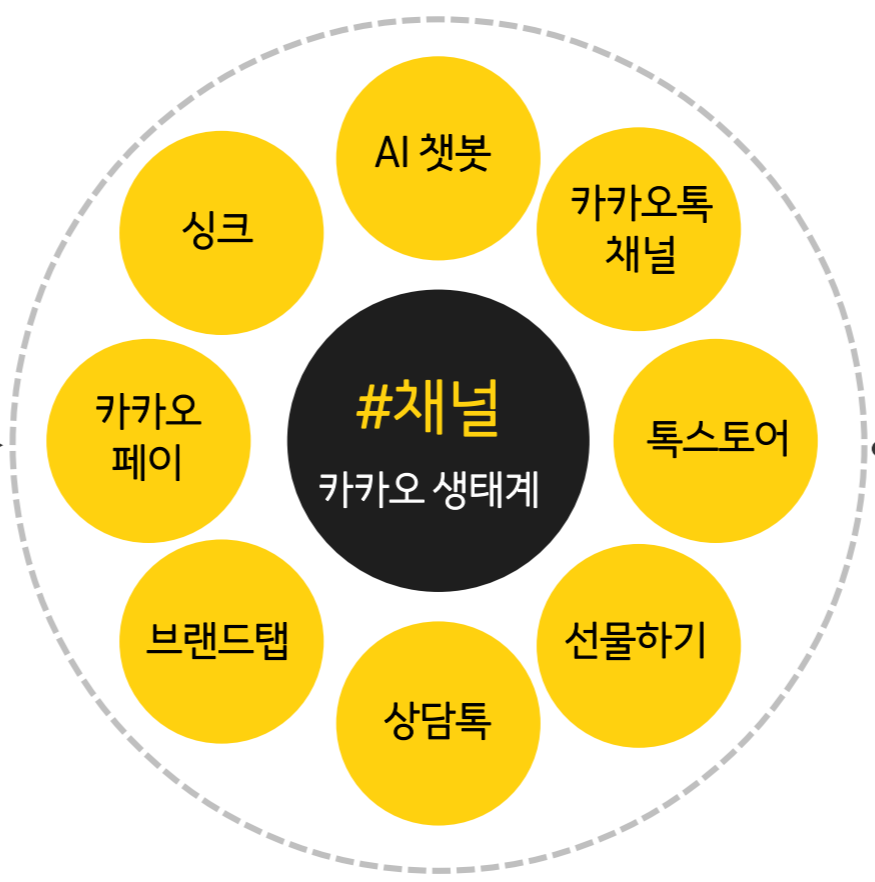 AI 챗봇
카카오톡
채널
싱크
#채널
카카오 생태계
카카오
페이
톡스토어
브랜드탭
선물하기
상담톡